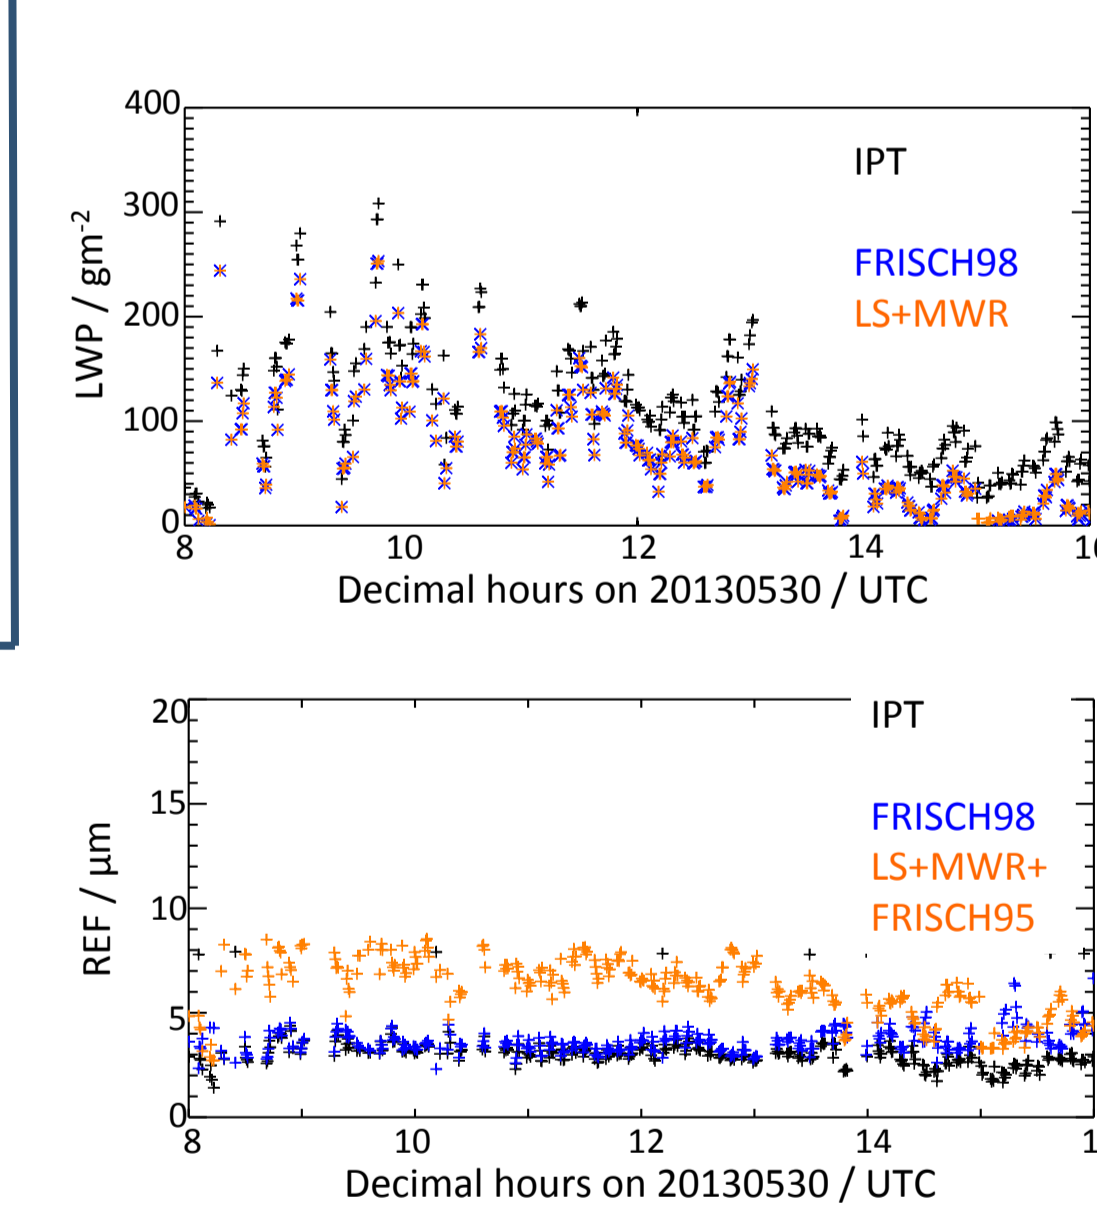 400
300
200
100
0
LWP / gm-2
IPT
FRISCH98
LS+MWR
8 10 12 14 16
Decimal hours on 20130530 / UTC
20
15
10
5
0
REF / μm
IPT
FRISCH98
LS+MWR+
FRISCH95
8 10 12 14 1
Decimal hours on 20130530 / UTC